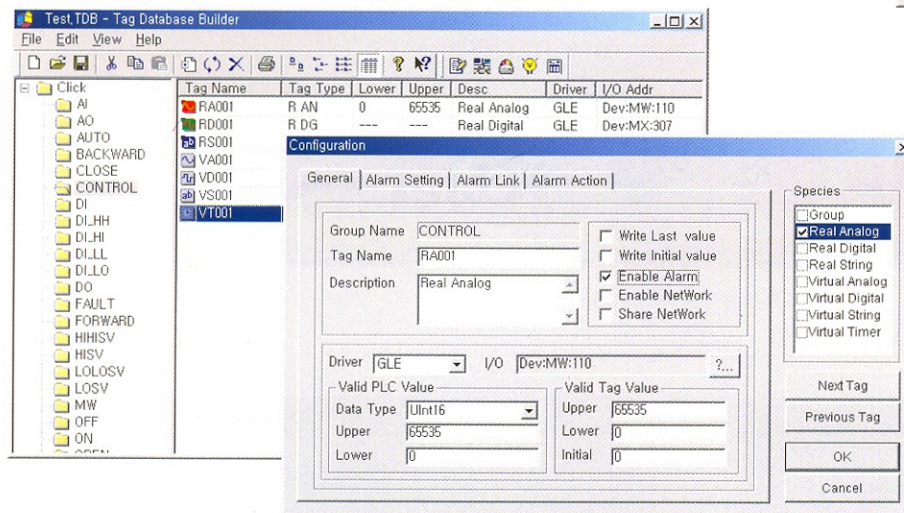 Test.TDB - Tag Database Builder
File Edit View Help
Click
AI
AO
AUTO
BACKWARD
CLOSE
CONTROL
DI
DI_HH
DI_HI
DI_LL
DI_LO
DO
FAULT
FORWARD
HIHISV
HISV
LOLOSV
LOSV
MW
OFF
ON
OPEN
Tag Name Tag Type Lower Upper Desc Driver I/O Addr
RA001 R AN 0 65535 Real Analog GLE Dev:MW:110
RD001 R DG --- --- Real Digital GLE Dev:MX:307
RS001
VA001
VD001
VS001
VT001
Configuration
General Alarm Setting Alarm Link Alarm Action
Group Name CONTROL
Tag Name RA001
Description Real Analog
Write Last value
Write Initial value
Enable Alarm
Enable NetWork
Share NetWork
Driver GLE I/O Dev:MW:110 ?...
Valid PLC Value
Data Type UInt16
Upper 65535
Lower 0
Valid Tag Value
Upper 65535
Lower 0
Initial 0
Species
Group
Real Analog
Real Digital
Real String
Virtual Analog
Virtual Digital
Virtual String
Virtual Timer
Next Tag
Previous Tag
OK
Cancel